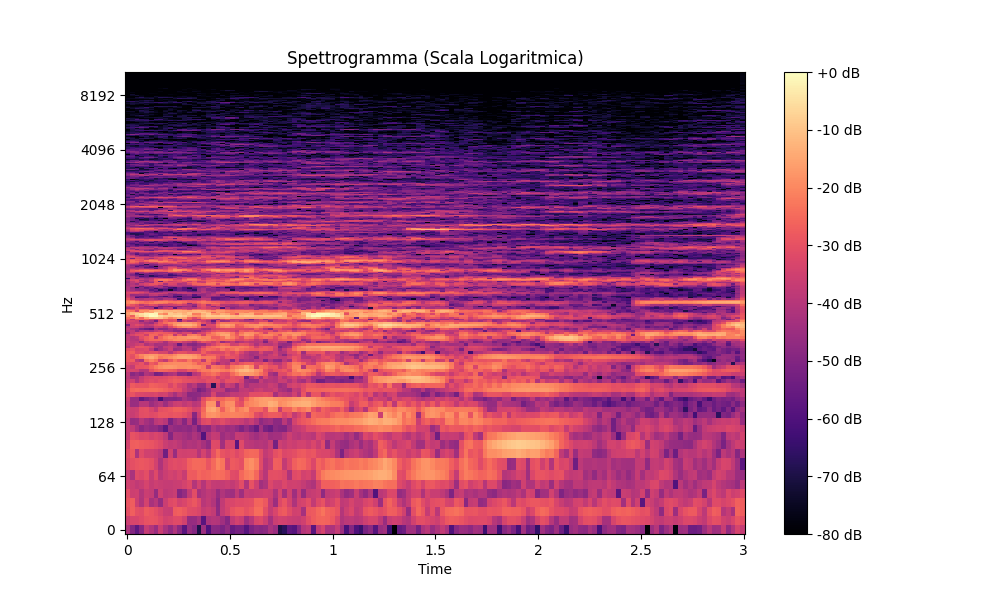 Spettrogramma (Scala Logaritmica)
Hz
8192
4096
2048
1024
512
256
128
64
0
0
0.5
1
1.5
2
2.5
3
Time
+0 dB
-10 dB
-20 dB
-30 dB
-40 dB
-50 dB
-60 dB
-70 dB
-80 dB